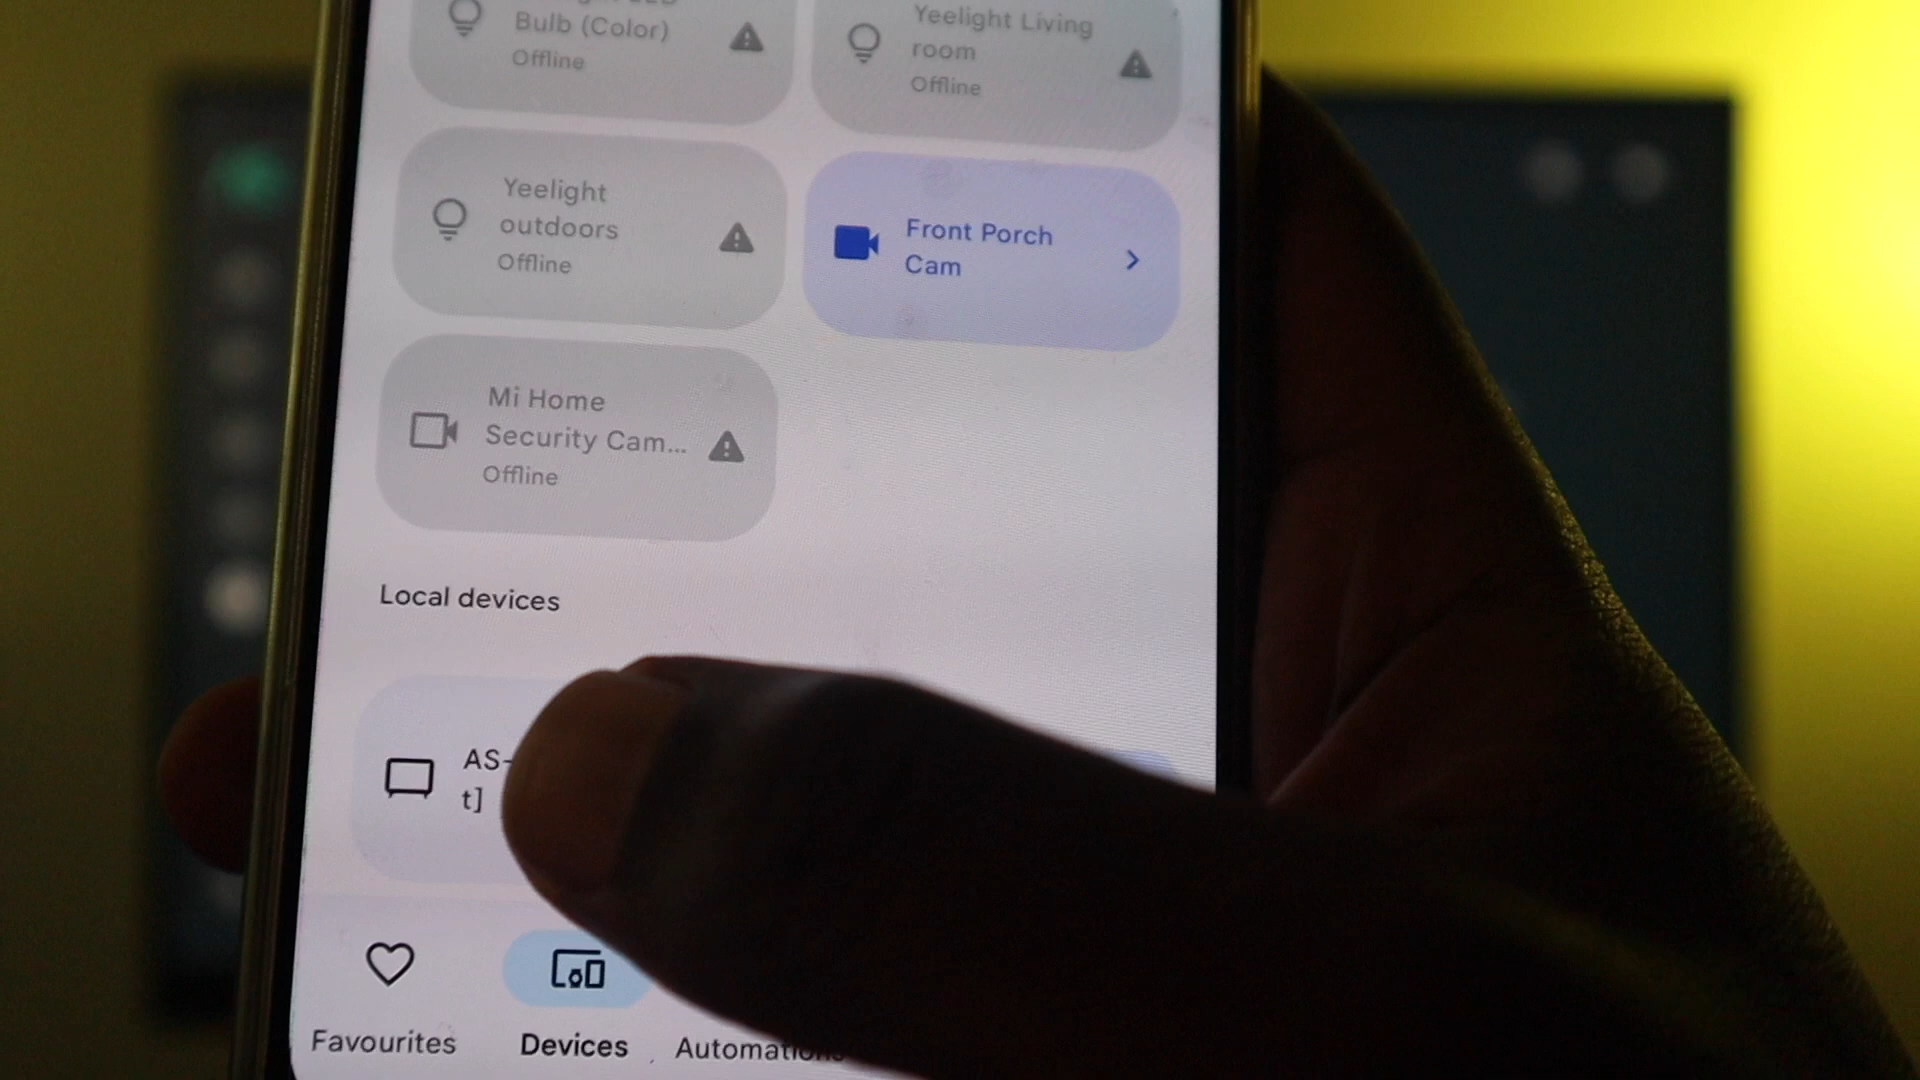 Bulb (Color)
Offline
Yeelight Living
room
Offline
Yeelight
outdoors
Offline
Front Porch
Cam
Mi Home
Security Cam...
Offline
Local devices
AS-
t]
Favourites
Devices
Automations